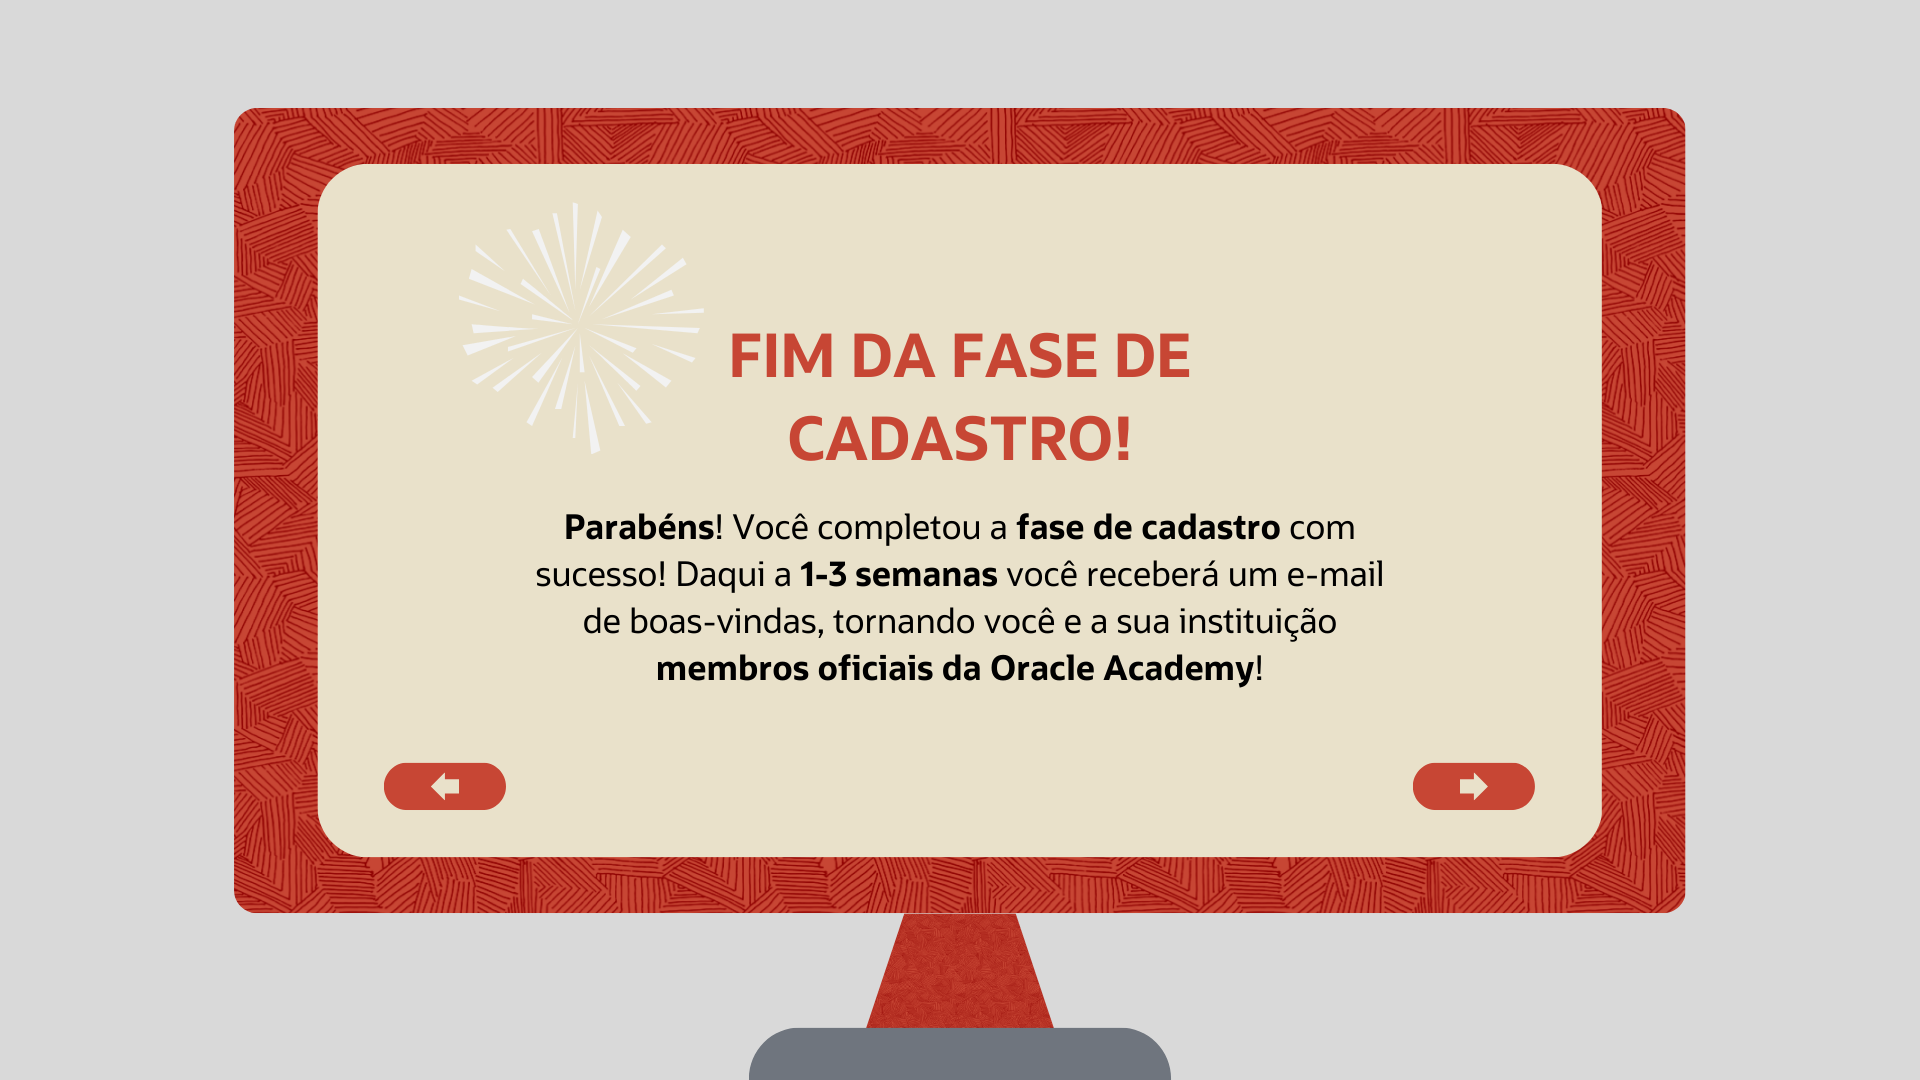 FIM DA FASE DE
CADASTRO!
Parabéns! Você completou a fase de cadastro com
sucesso! Daqui a 1-3 semanas você receberá um e-mail
de boas-vindas, tornando você e a sua instituição
membros oficiais da Oracle Academy!